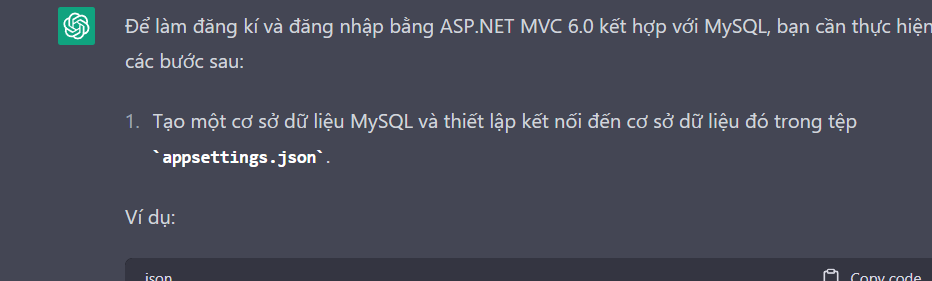 Để làm đăng kí và đăng nhập bằng ASP.NET MVC 6.0 kết hợp với MySQL, bạn cần thực hiện
các bước sau:
1. Tạo một cơ sở dữ liệu MySQL và thiết lập kết nối đến cơ sở dữ liệu đó trong tệp
`appsettings.json`.
Ví dụ:
json Copy code